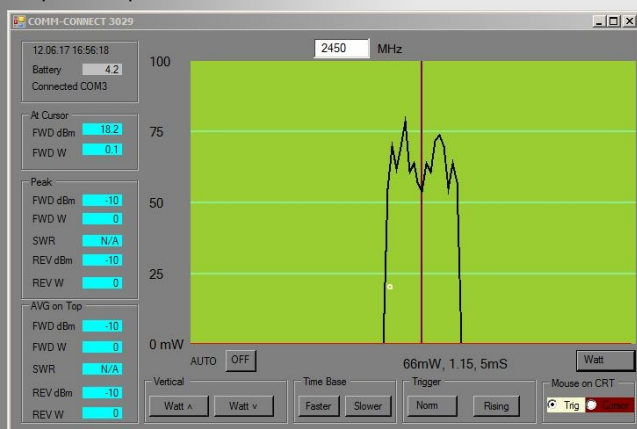 COMM-CONNECT 3029
12.06.17 16:56:18
Battery 4.2
Connected COM3
At Cursor
FWD dBm 18.2
FWD W 0.1
Peak
FWD dBm -10
FWD W 0
SWR N/A
REV dBm -10
REV W 0
AVG on Top
FWD dBm -10
FWD W 0
SWR N/A
REV dBm -10
REV W 0
2450 MHz
100
75
50
25
0 mW
AUTO OFF
66mW, 1.15, 5mS
Watt
Vertical
Watt ʌ Watt v
Time Base
Faster Slower
Trigger
Norm Rising
Mouse on CRT
Trig Cursor